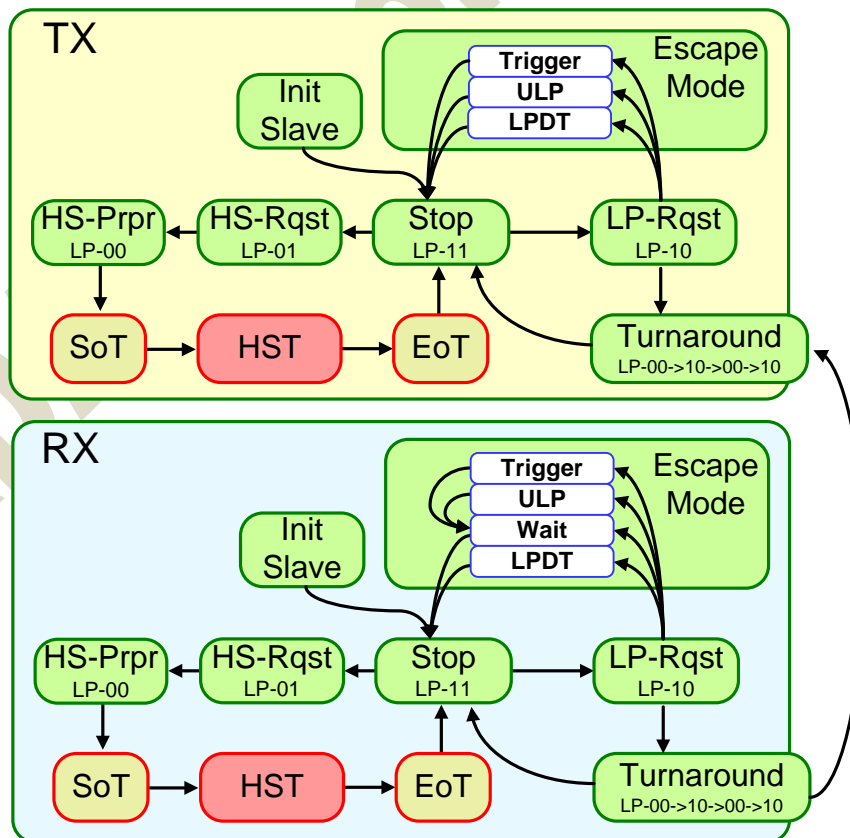 TX
Trigger
ULP
LPDT
Escape
Mode
Init
Slave
HS-Prpr
LP-00
HS-Rqst
LP-01
Stop
LP-11
LP-Rqst
LP-10
SoT
HST
EoT
Turnaround
LP-00->10->00->10
RX
Trigger
ULP
Wait
LPDT
Escape
Mode
Init
Slave
HS-Prpr
LP-00
HS-Rqst
LP-01
Stop
LP-11
LP-Rqst
LP-10
SoT
HST
EoT
Turnaround
LP-00->10->00->10